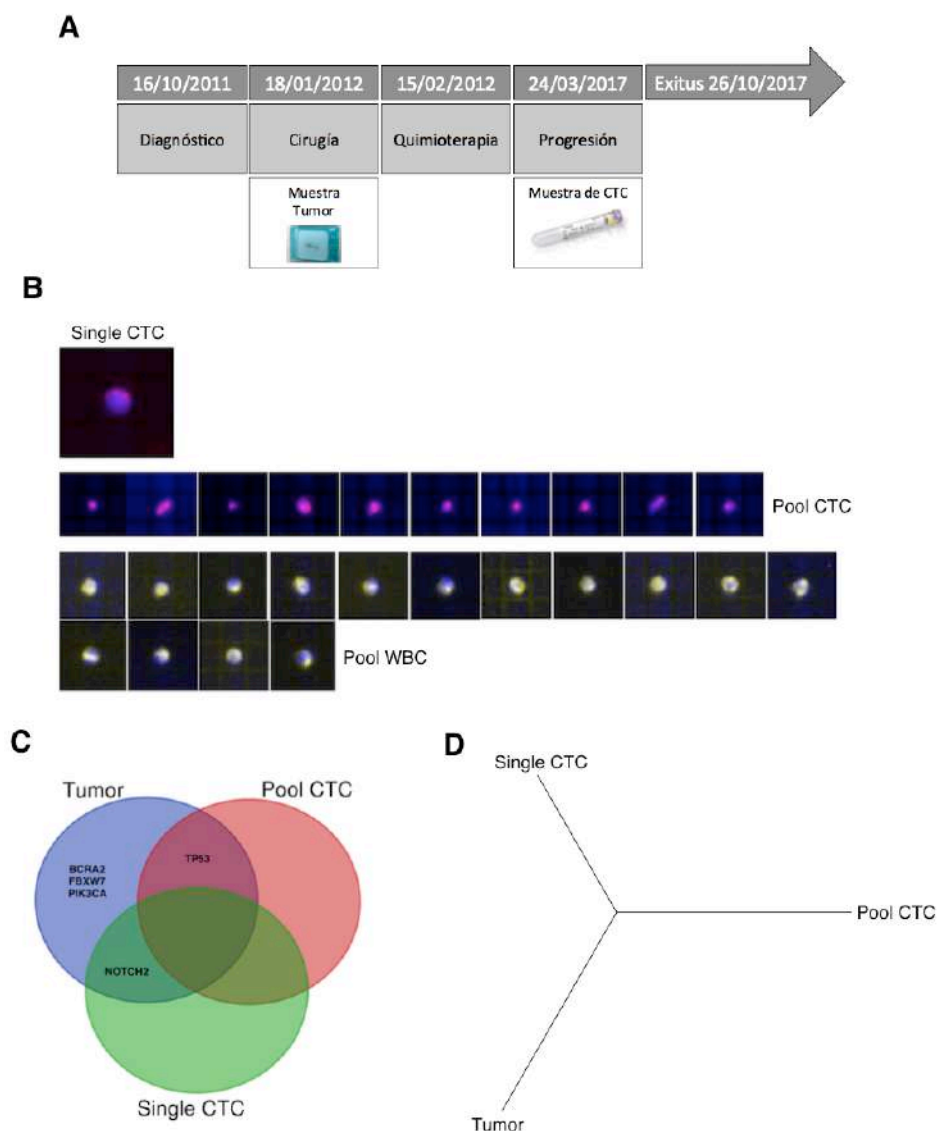 A
16/10/2011 18/01/2012 15/02/2012 24/03/2017 Exitus 26/10/2017
Diagnóstico Cirugía Quimioterapia Progresión
Muestra
Tumor
Muestra de CTC
B
Single CTC
Pool CTC
Pool WBC
C
Tumor
Pool CTC
TP53
BCRA2
FBXW7
PIK3CA
NOTCH2
Single CTC
D
Single CTC
Pool CTC
Tumor